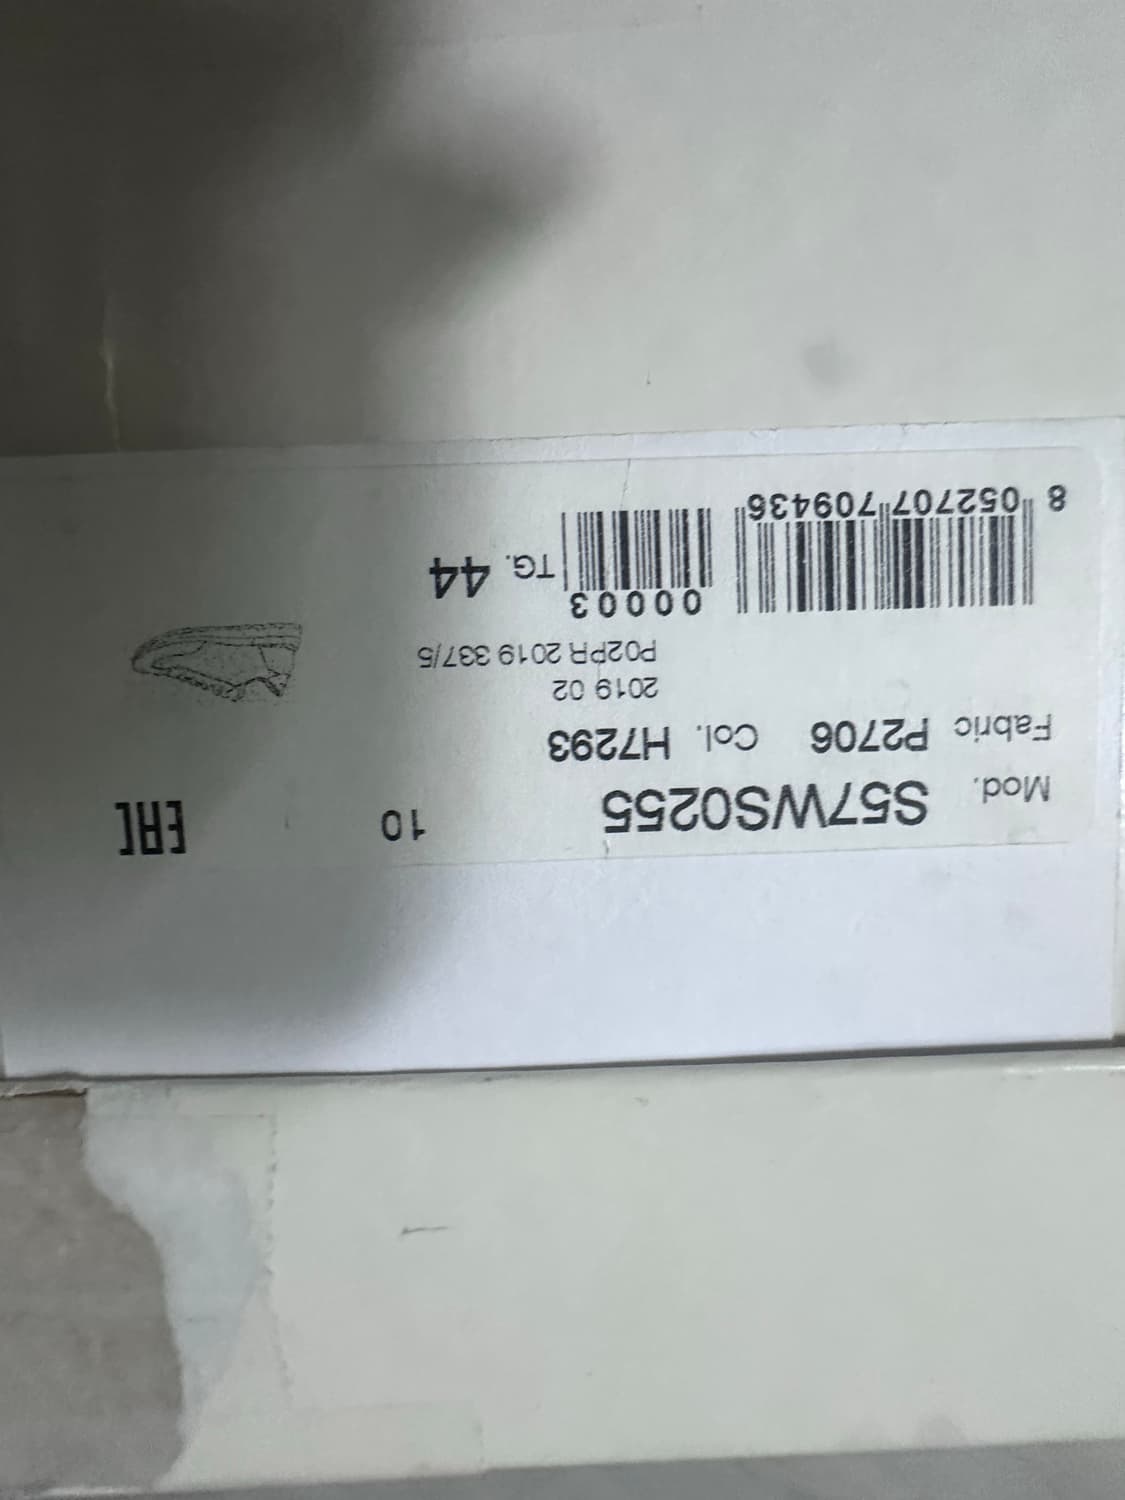 Mod. S57WS0255 10 EAC
Fabric P2706 Col. H7293
2019 02
P02PR 2019 337/5
00003
TG. 44
8 052707 709436